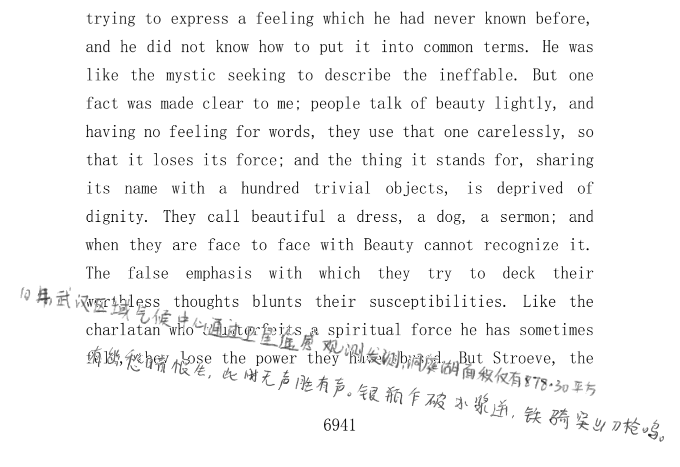 trying to express a feeling which he had never known before,
and he did not know how to put it into common terms. He was
like the mystic seeking to describe the ineffable. But one
fact was made clear to me; people talk of beauty lightly, and
having no feeling for words, they use that one carelessly, so
that it loses its force; and the thing it stands for, sharing
its name with a hundred trivial objects, is deprived of
dignity. They call beautiful a dress, a dog, a sermon; and
when they are face to face with Beauty cannot recognize it.
The false emphasis with which they try to deck their
worthless thoughts blunts their susceptibilities. Like the
charlatan who counterfeits a spiritual force he has sometimes
felt, they lose the power they have abused. But Stroeve, the
武汉区域气候中心通过卫星遥感观测发现,洞庭湖面积仅有878.30平方
有幽愁暗恨生,此时无声胜有声。银瓶乍破水浆迸,铁骑突出刀枪鸣。
6941